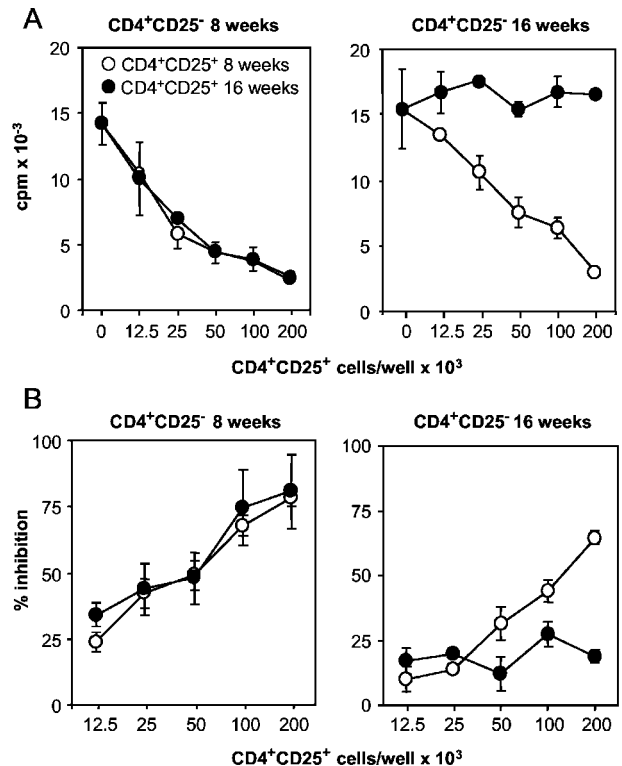 A
CD4⁺CD25⁻ 8 weeks
CD4⁺CD25⁻ 16 weeks
○ CD4⁺CD25⁺ 8 weeks
● CD4⁺CD25⁺ 16 weeks
cpm x 10⁻³
20
15
10
5
0
0 12.5 25 50 100 200
20
15
10
5
0
0 12.5 25 50 100 200
CD4⁺CD25⁺ cells/well x 10³
B
CD4⁺CD25⁻ 8 weeks
CD4⁺CD25⁻ 16 weeks
% inhibition
100
75
50
25
0
12.5 25 50 100 200
100
75
50
25
0
12.5 25 50 100 200
CD4⁺CD25⁺ cells/well x 10³